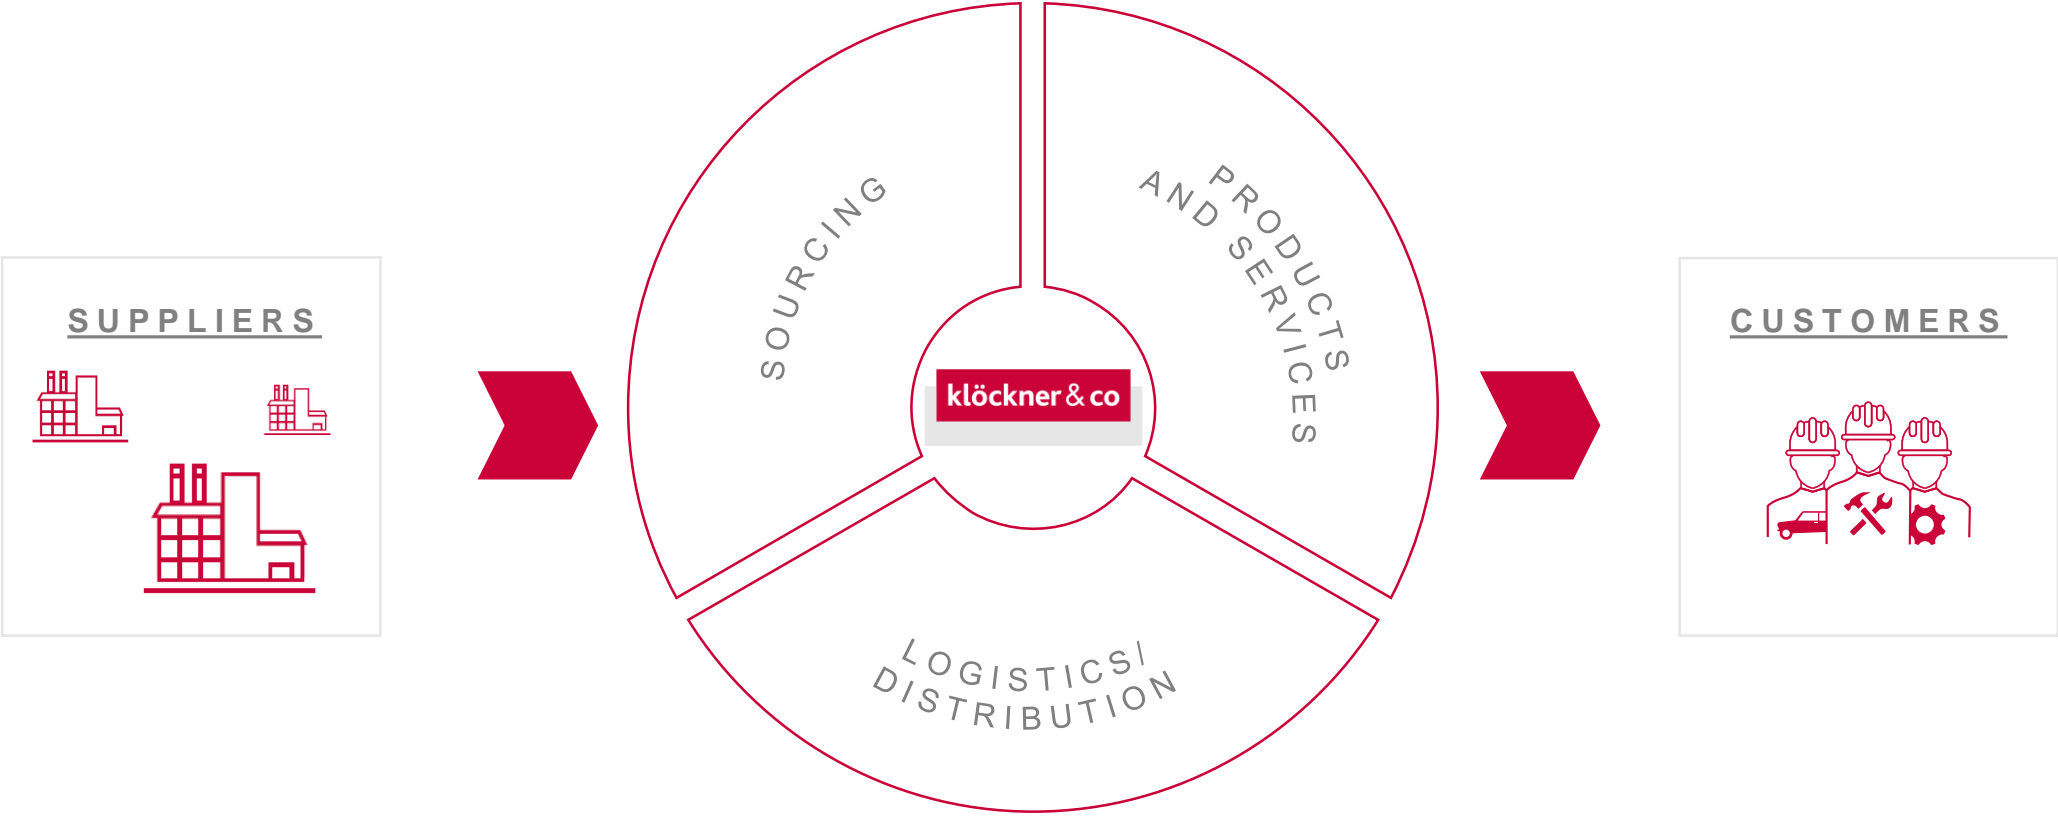 SUPPLIERS
SOURCING
PRODUCTS
AND SERVICES
klöckner & co
LOGISTICS/
DISTRIBUTION
CUSTOMERS